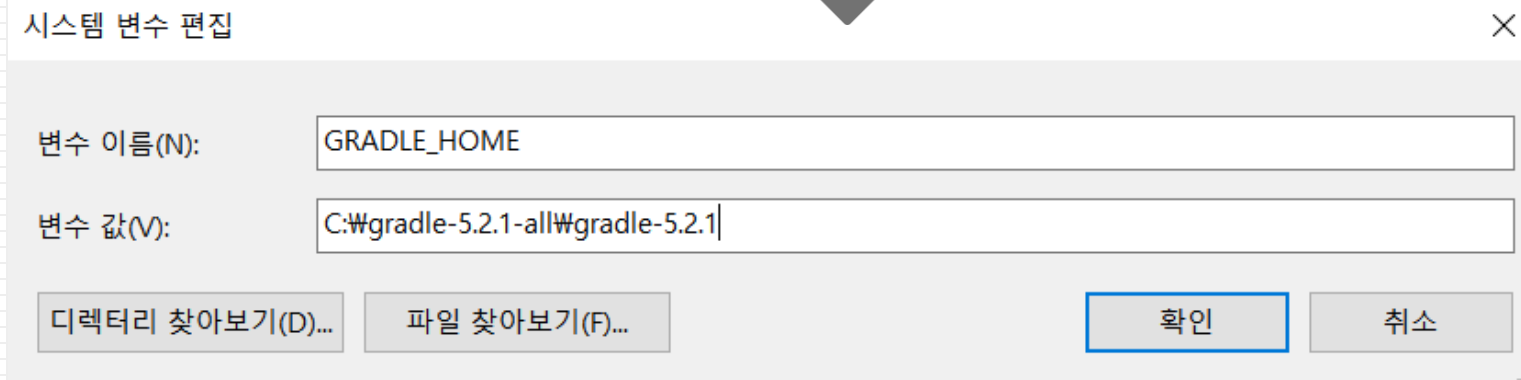 시스템 변수 편집
변수 이름(N): GRADLE_HOME
변수 값(V): C:₩gradle-5.2.1-all₩gradle-5.2.1
디렉터리 찾아보기(D)... 파일 찾아보기(F)... 확인 취소